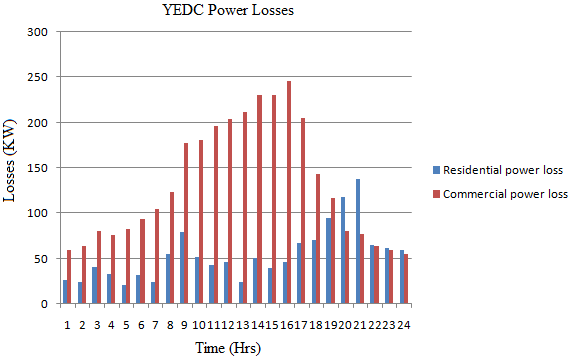 YEDC Power Losses
300
250
200
150
100
50
0
Losses (KW)
1 2 3 4 5 6 7 8 9 10 11 12 13 14 15 16 17 18 19 20 21 22 23 24
Time (Hrs)
Residential power loss
Commercial power loss